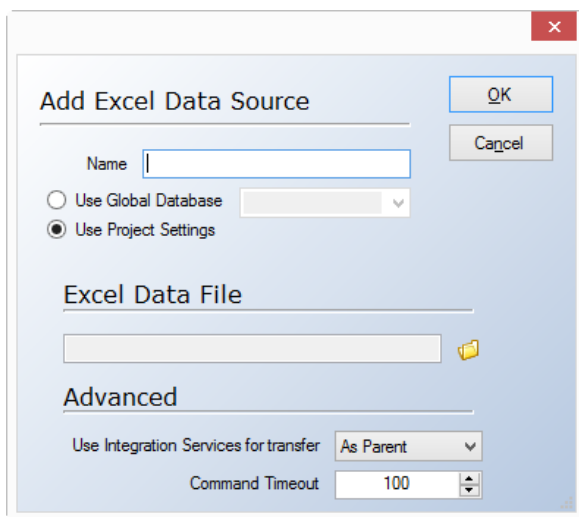 Add Excel Data Source
OK
Cancel
Name
Use Global Database
Use Project Settings
Excel Data File
Advanced
Use Integration Services for transfer As Parent
Command Timeout 100